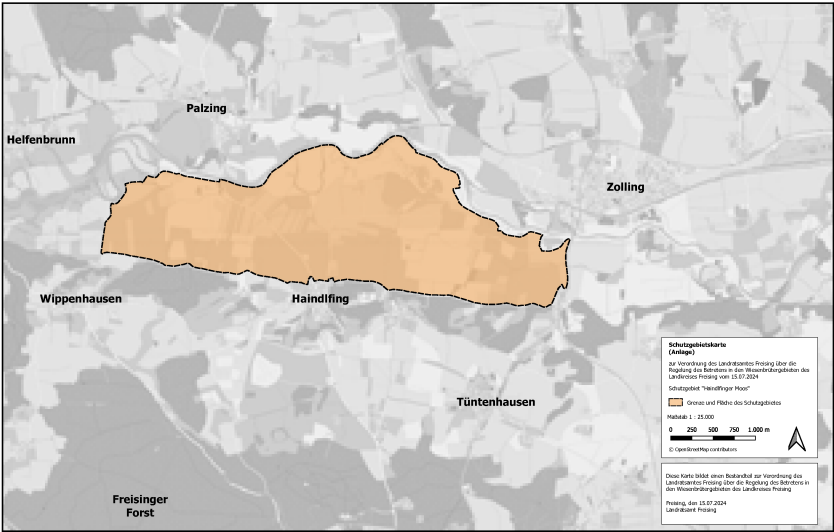 Palzing
Helfenbrunn
Zolling
Wippenhausen
Haindlfing
Tüntenhausen
Freisinger
Forst
Schutzgebietskarte
(Anlage)
zur Verordnung des Landratsamtes Freising über die
Regelung des Betretens in den Wiesenbrütergebieten des
Landkreises Freising vom 15.07.2024
Schutzgebiet "Haindlfinger Moos"
Grenze und Fläche des Schutzgebietes
Maßstab 1 : 25.000
0 250 500 750 1.000 m
© OpenStreetMap contributors
Diese Karte bildet einen Bestandteil zur Verordnung des
Landratsamtes Freising über die Regelung des Betretens in
den Wiesenbrütergebieten des Landkreises Freising
Freising, den 15.07.2024
Landratsamt Freising